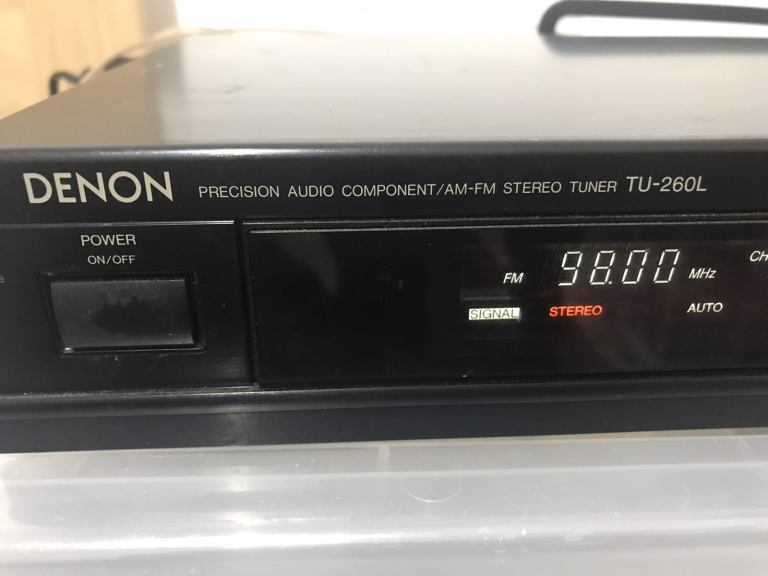 DENON PRECISION AUDIO COMPONENT/AM-FM STEREO TUNER TU-260L
POWER
ON/OFF
FM 98.00 MHz CH
SIGNAL STEREO AUTO